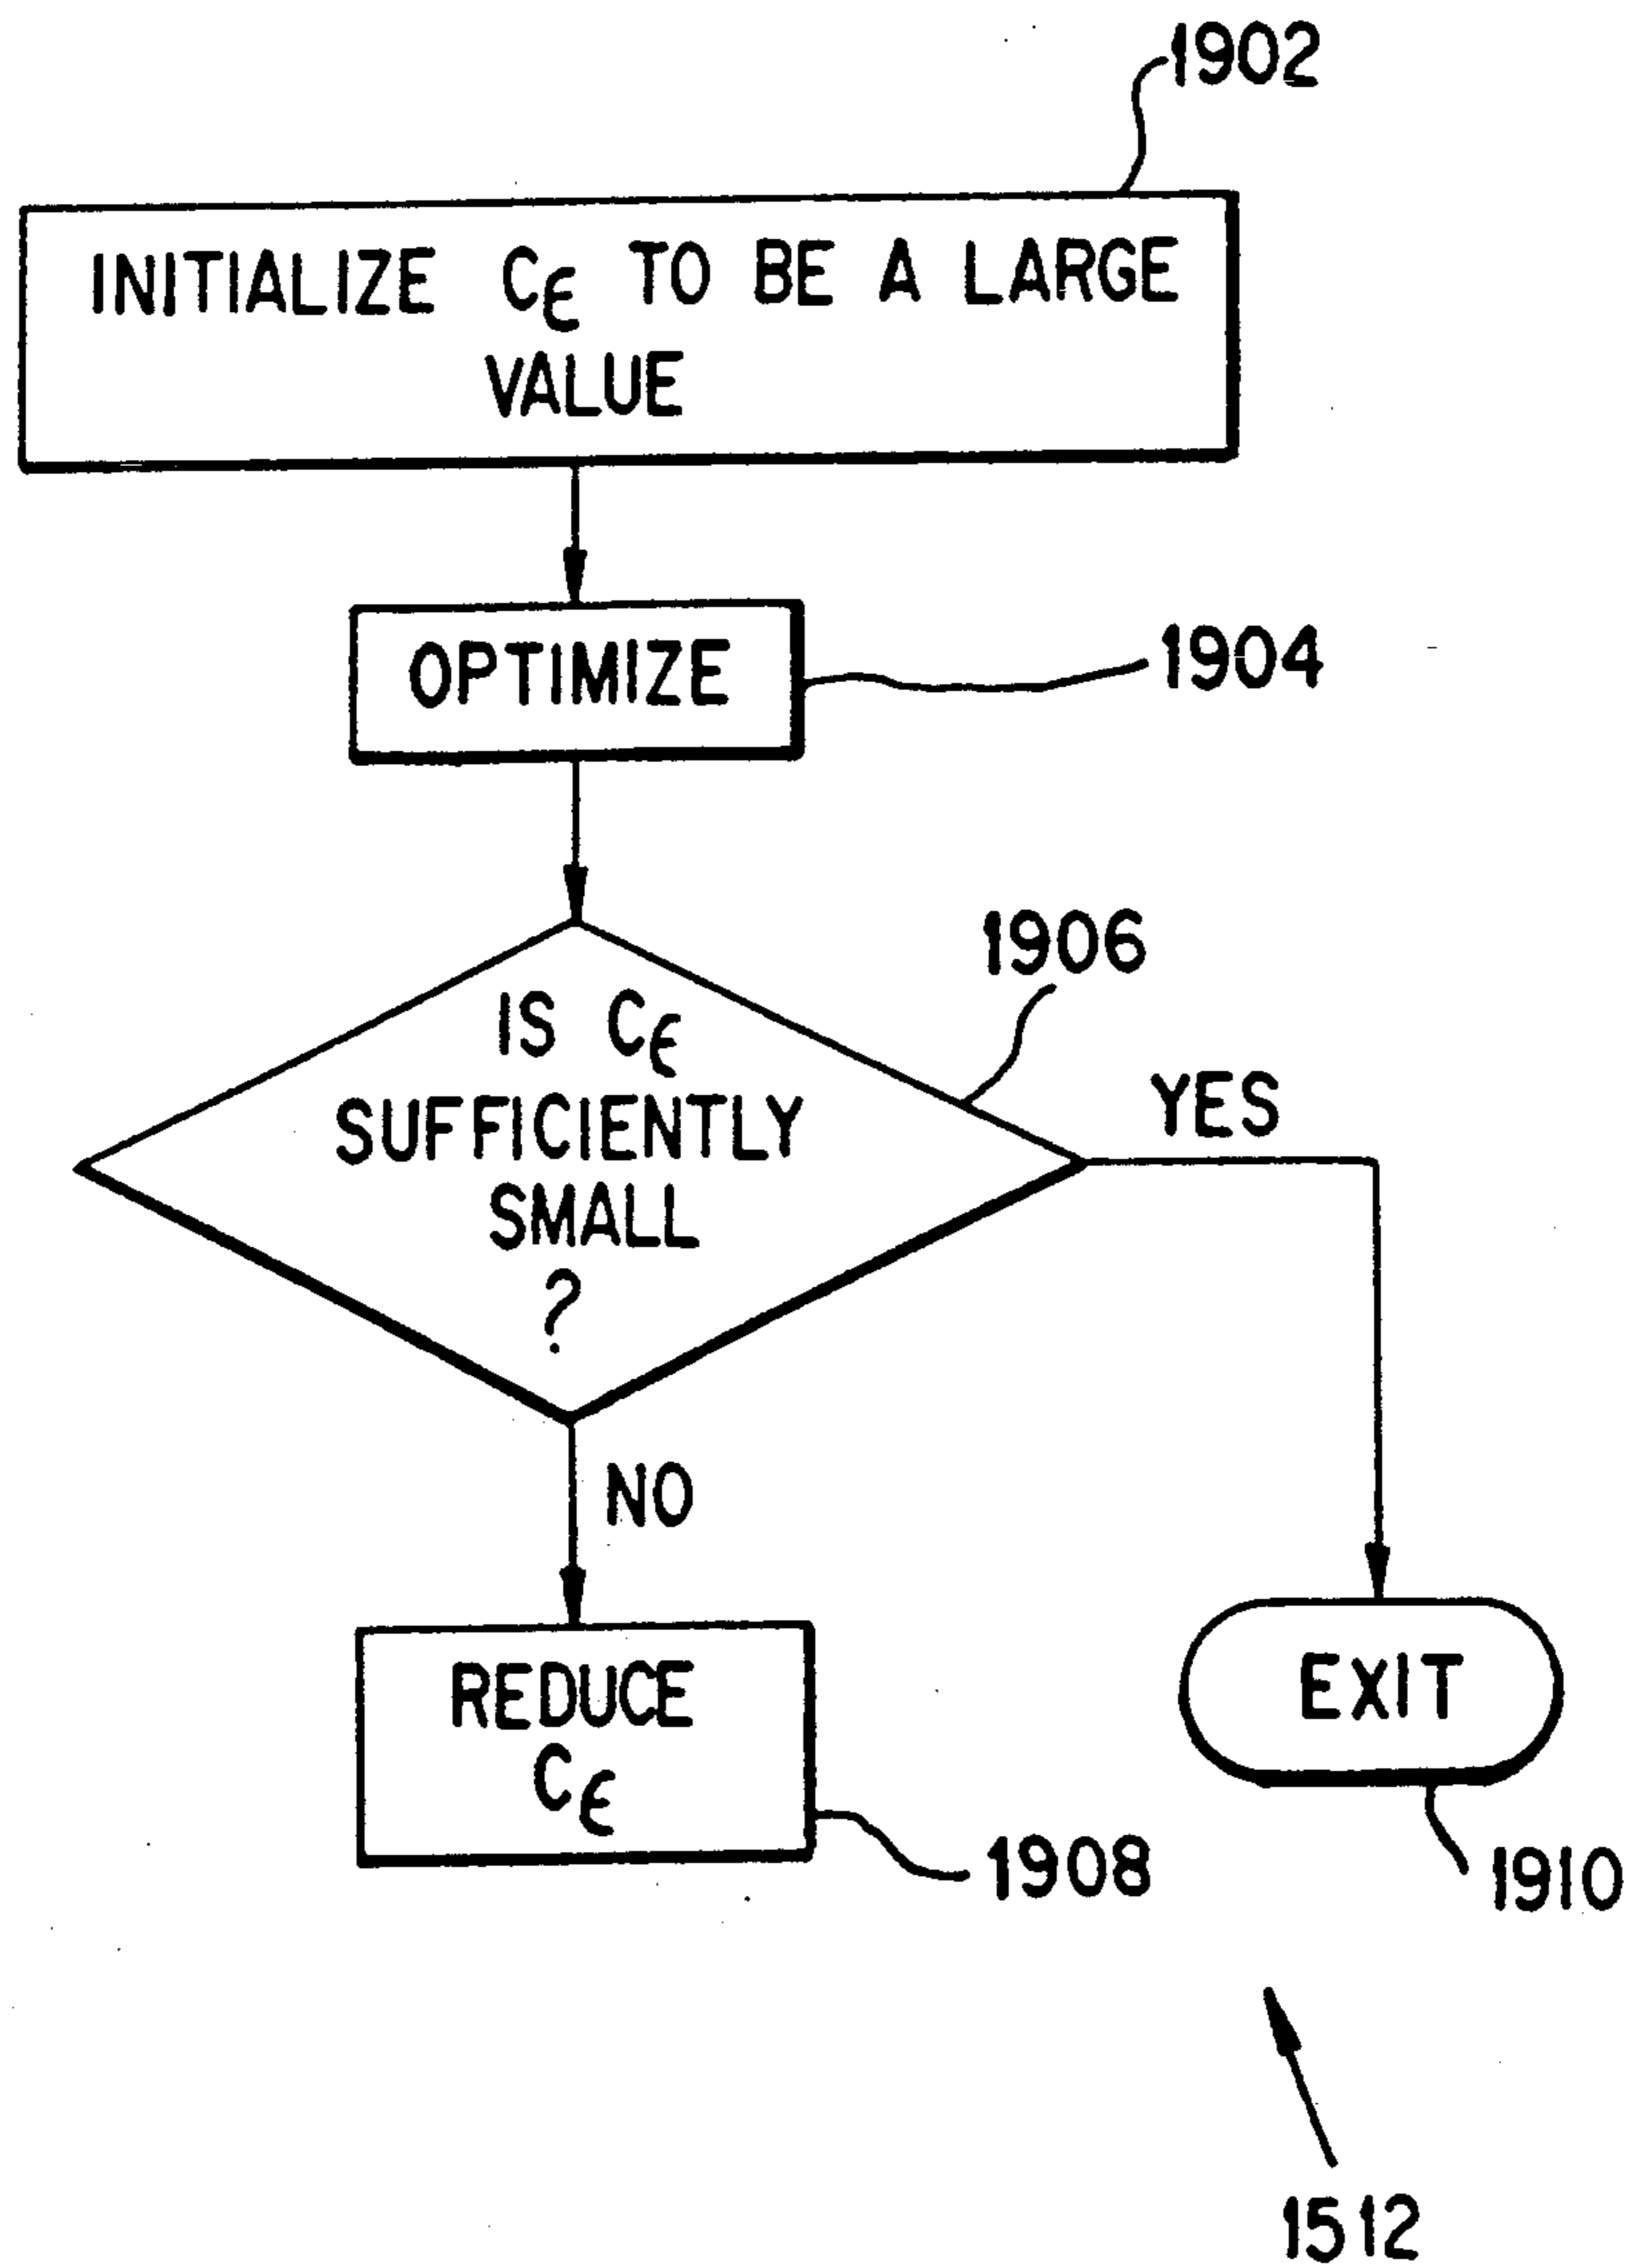 1902
INITIALIZE Cϵ TO BE A LARGE
VALUE
OPTIMIZE
1904
1906
IS Cϵ
SUFFICIENTLY
SMALL
?
YES
NO
REDUCE
Cϵ
EXIT
1908
1910
1512